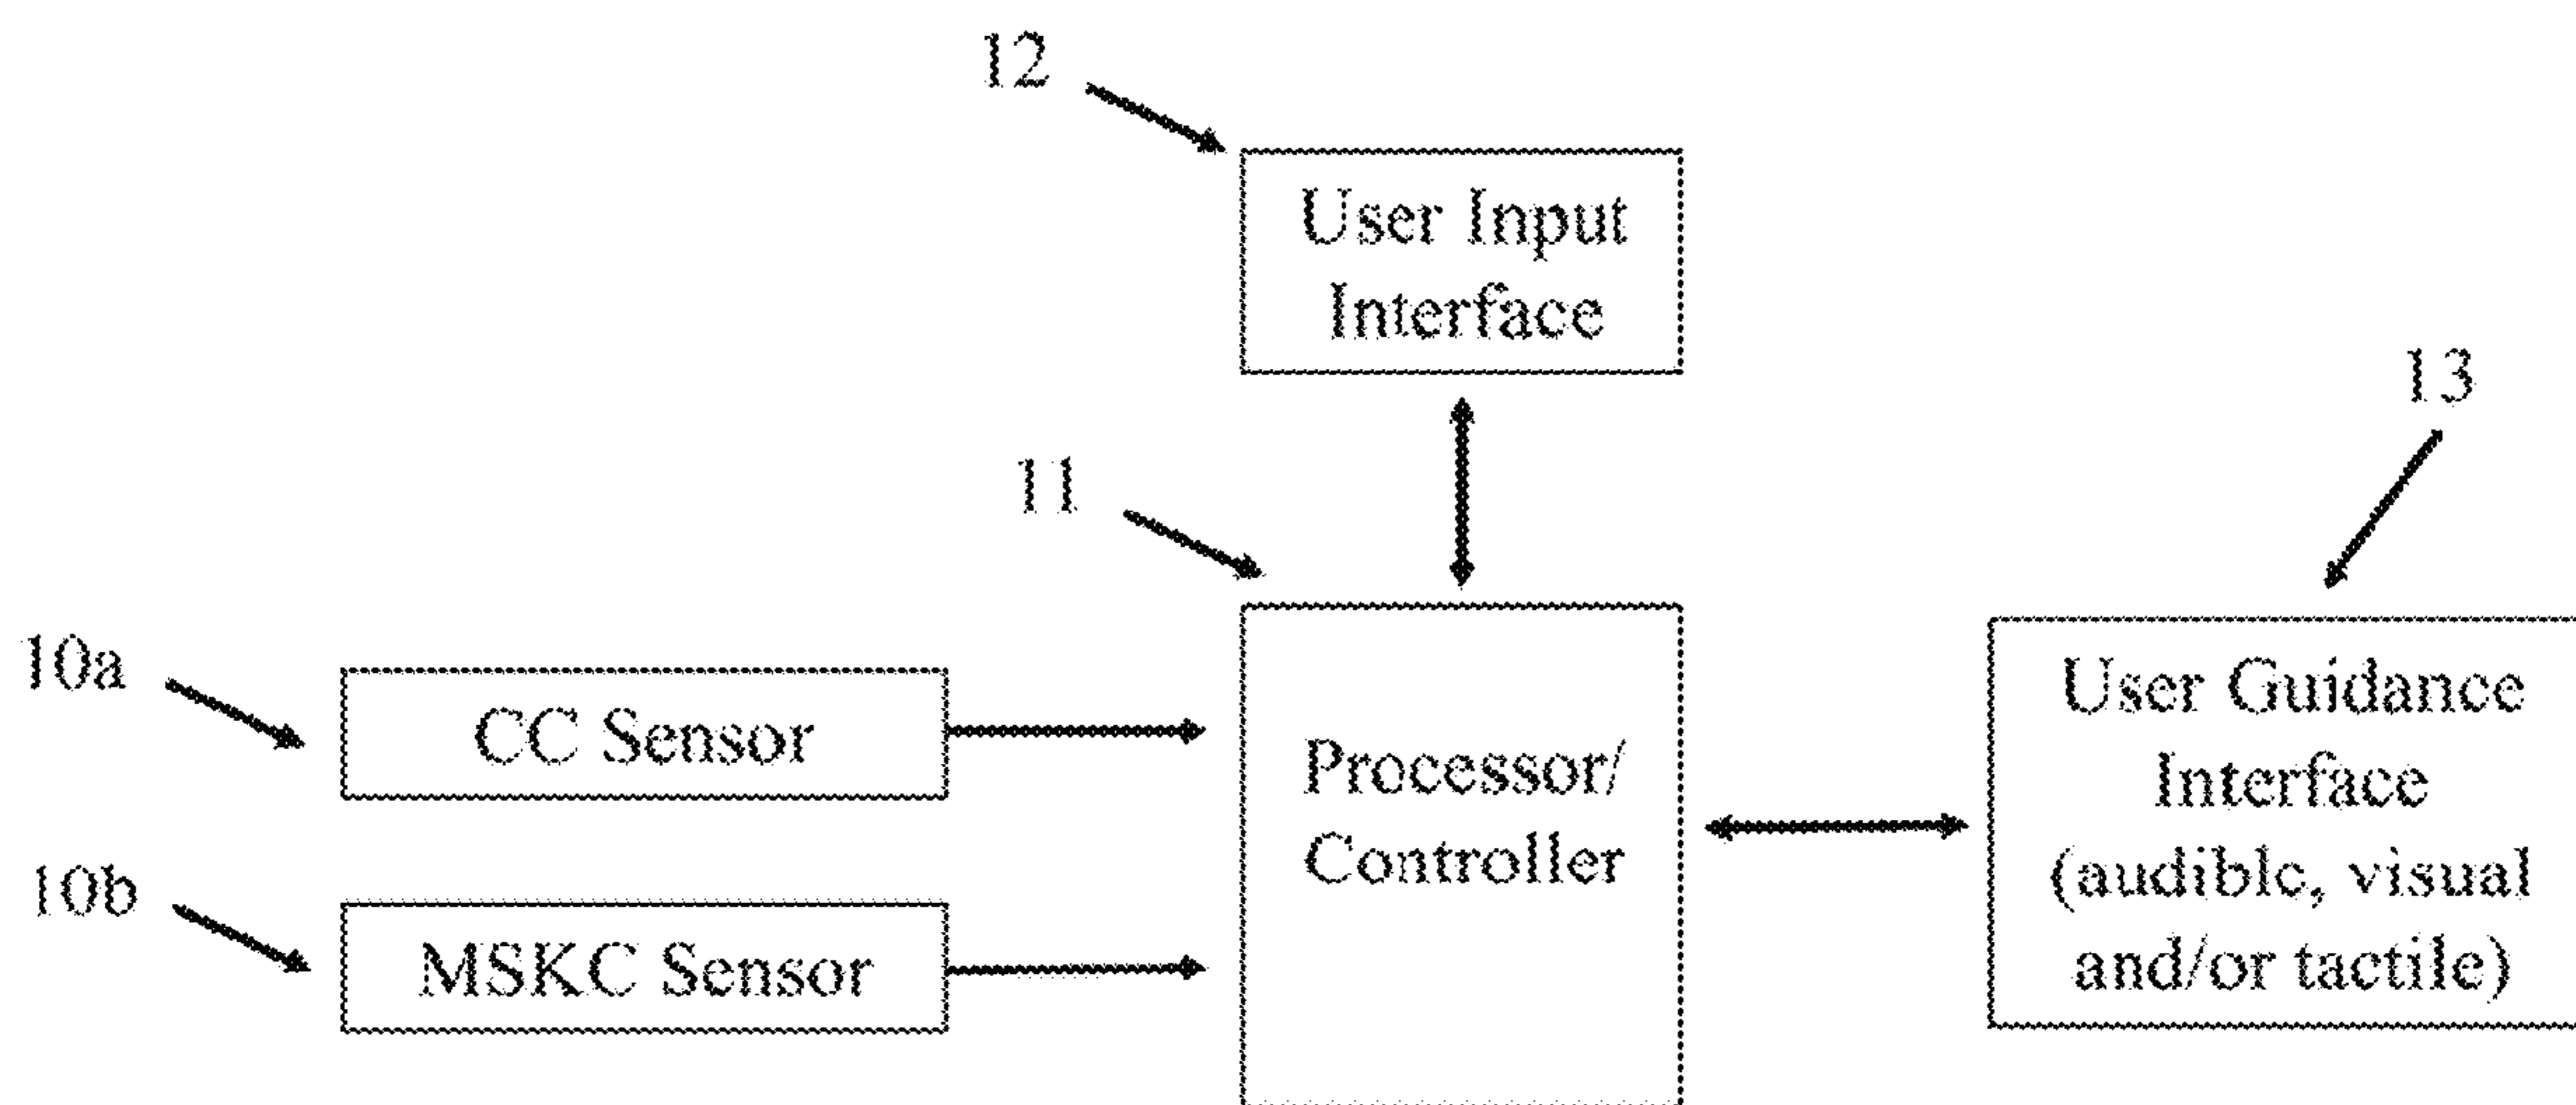 12
User Input
Interface
13
11
10a
CC Sensor
Processor/
Controller
User Guidance
Interface
(audible, visual
and/or tactile)
10b
MSKC Sensor